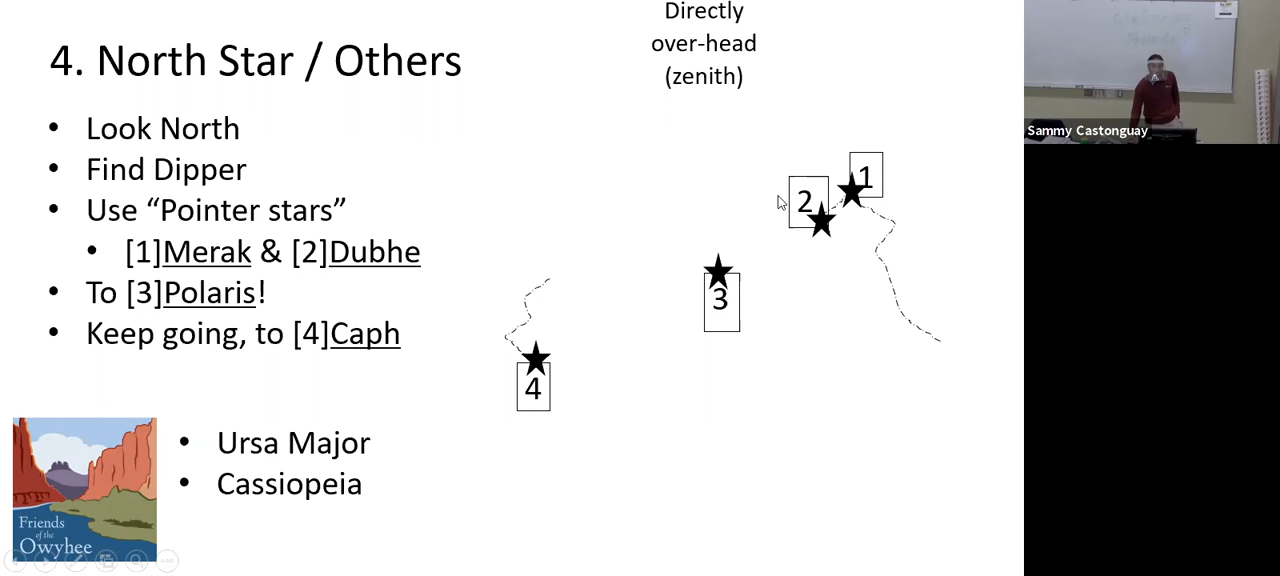 Directly
over-head
(zenith)
4. North Star / Others
• Look North
• Find Dipper
• Use “Pointer stars”
• [1]Merak & [2]Dubhe
• To [3]Polaris!
• Keep going, to [4]Caph
1
2
3
4
• Ursa Major
• Cassiopeia
Friends
of the
Owyhee
Sammy Castonguay